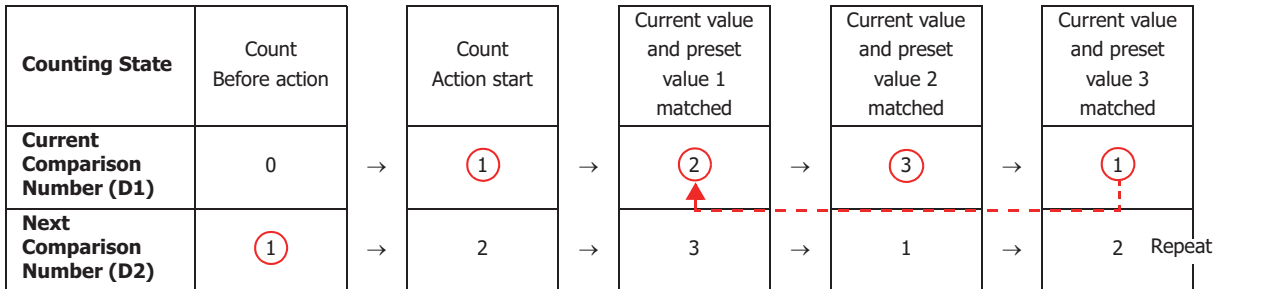 Counting State
Count
Before action
Count
Action start
Current value
and preset
value 1
matched
Current value
and preset
value 2
matched
Current value
and preset
value 3
matched
Current
Comparison
Number (D1)
0 → 1 → 2 → 3 → 1
Next
Comparison
Number (D2)
1 → 2 → 3 → 1 → 2 Repeat